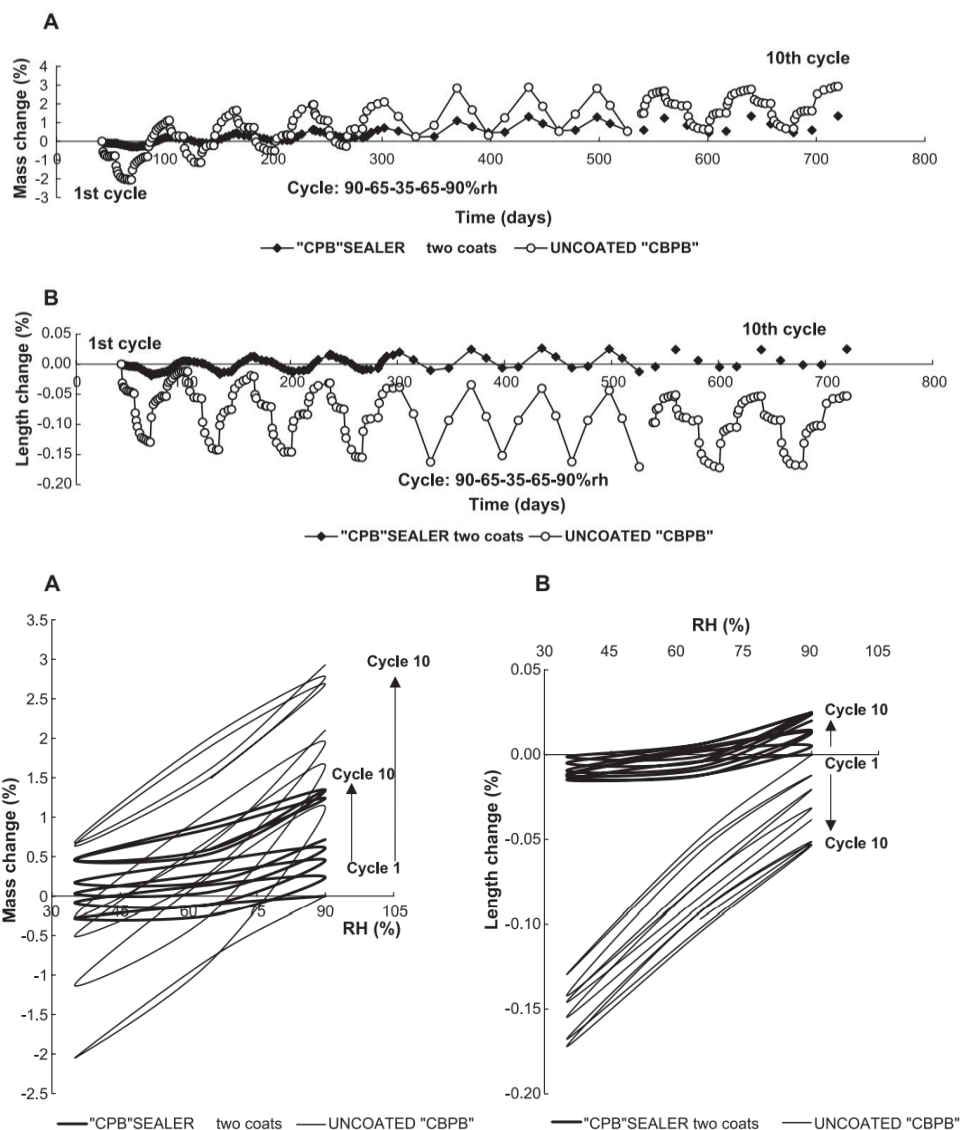 A
Mass change (%)
4
3
2
1
0
-1
-2
-3
0 100 200 300 400 500 600 700 800
10th cycle
1st cycle
Cycle: 90-65-35-65-90%rh
Time (days)
"CPB"SEALER two coats UNCOATED "CBPB"
B
Length change (%)
0.05
0.00
-0.05
-0.10
-0.15
-0.20
1st cycle
10th cycle
0 100 200 300 400 500 600 700 800
Cycle: 90-65-35-65-90%rh
Time (days)
"CPB"SEALER two coats UNCOATED "CBPB"
A
Mass change (%)
3.5
3
2.5
2
1.5
1
0.5
0
-0.5
-1
-1.5
-2
-2.5
30 45 60 75 90 105
RH (%)
Cycle 10
Cycle 10
Cycle 1
"CPB"SEALER two coats UNCOATED "CBPB"
B
RH (%)
30 45 60 75 90 105
Length change (%)
0.05
0.00
-0.05
-0.10
-0.15
-0.20
Cycle 10
Cycle 1
Cycle 10
"CPB"SEALER two coats UNCOATED "CBPB"